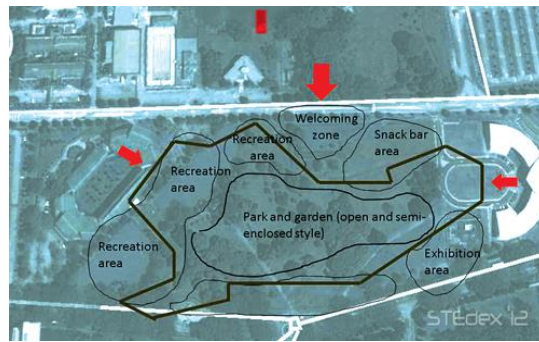 Welcoming
zone
Recreation
area
Snack bar
area
Recreation
area
Park and garden (open and semi-
enclosed style)
Recreation
area
Exhibition
area
STEdex '12